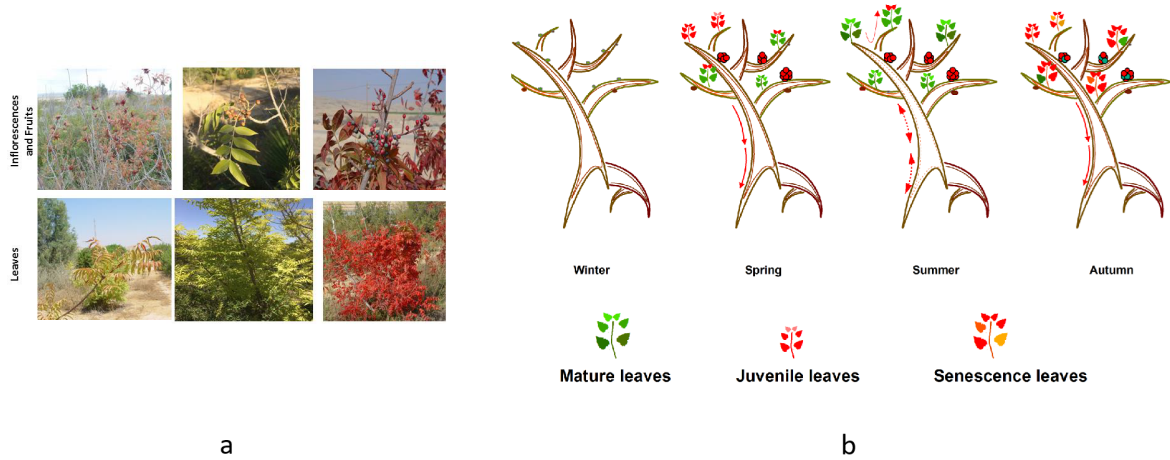 Inflorescences
and Fruits
Leaves
Winter
Spring
Summer
Autumn
Mature leaves
Juvenile leaves
Senescence leaves
a
b